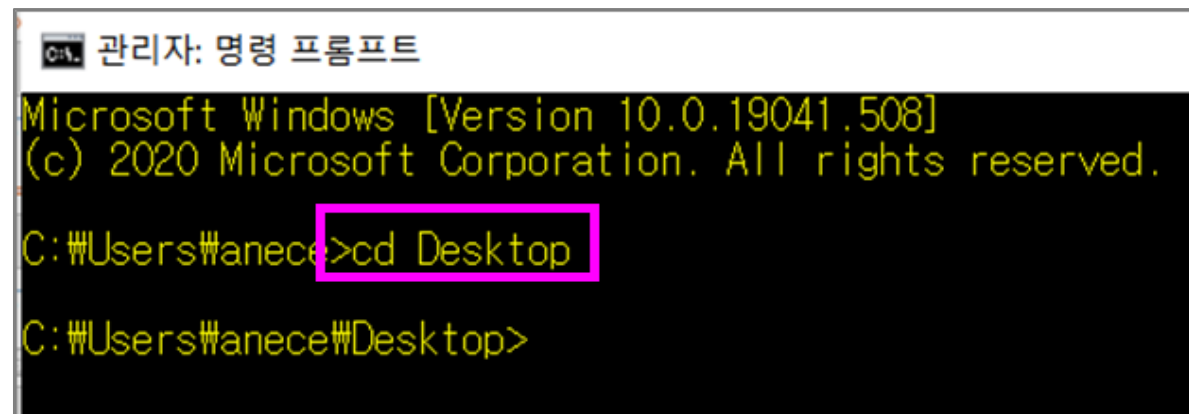 C:\. 관리자: 명령 프롬프트
Microsoft Windows [Version 10.0.19041.508]
(c) 2020 Microsoft Corporation. All rights reserved.
C:₩Users₩anece>cd Desktop
C:₩Users₩anece₩Desktop>